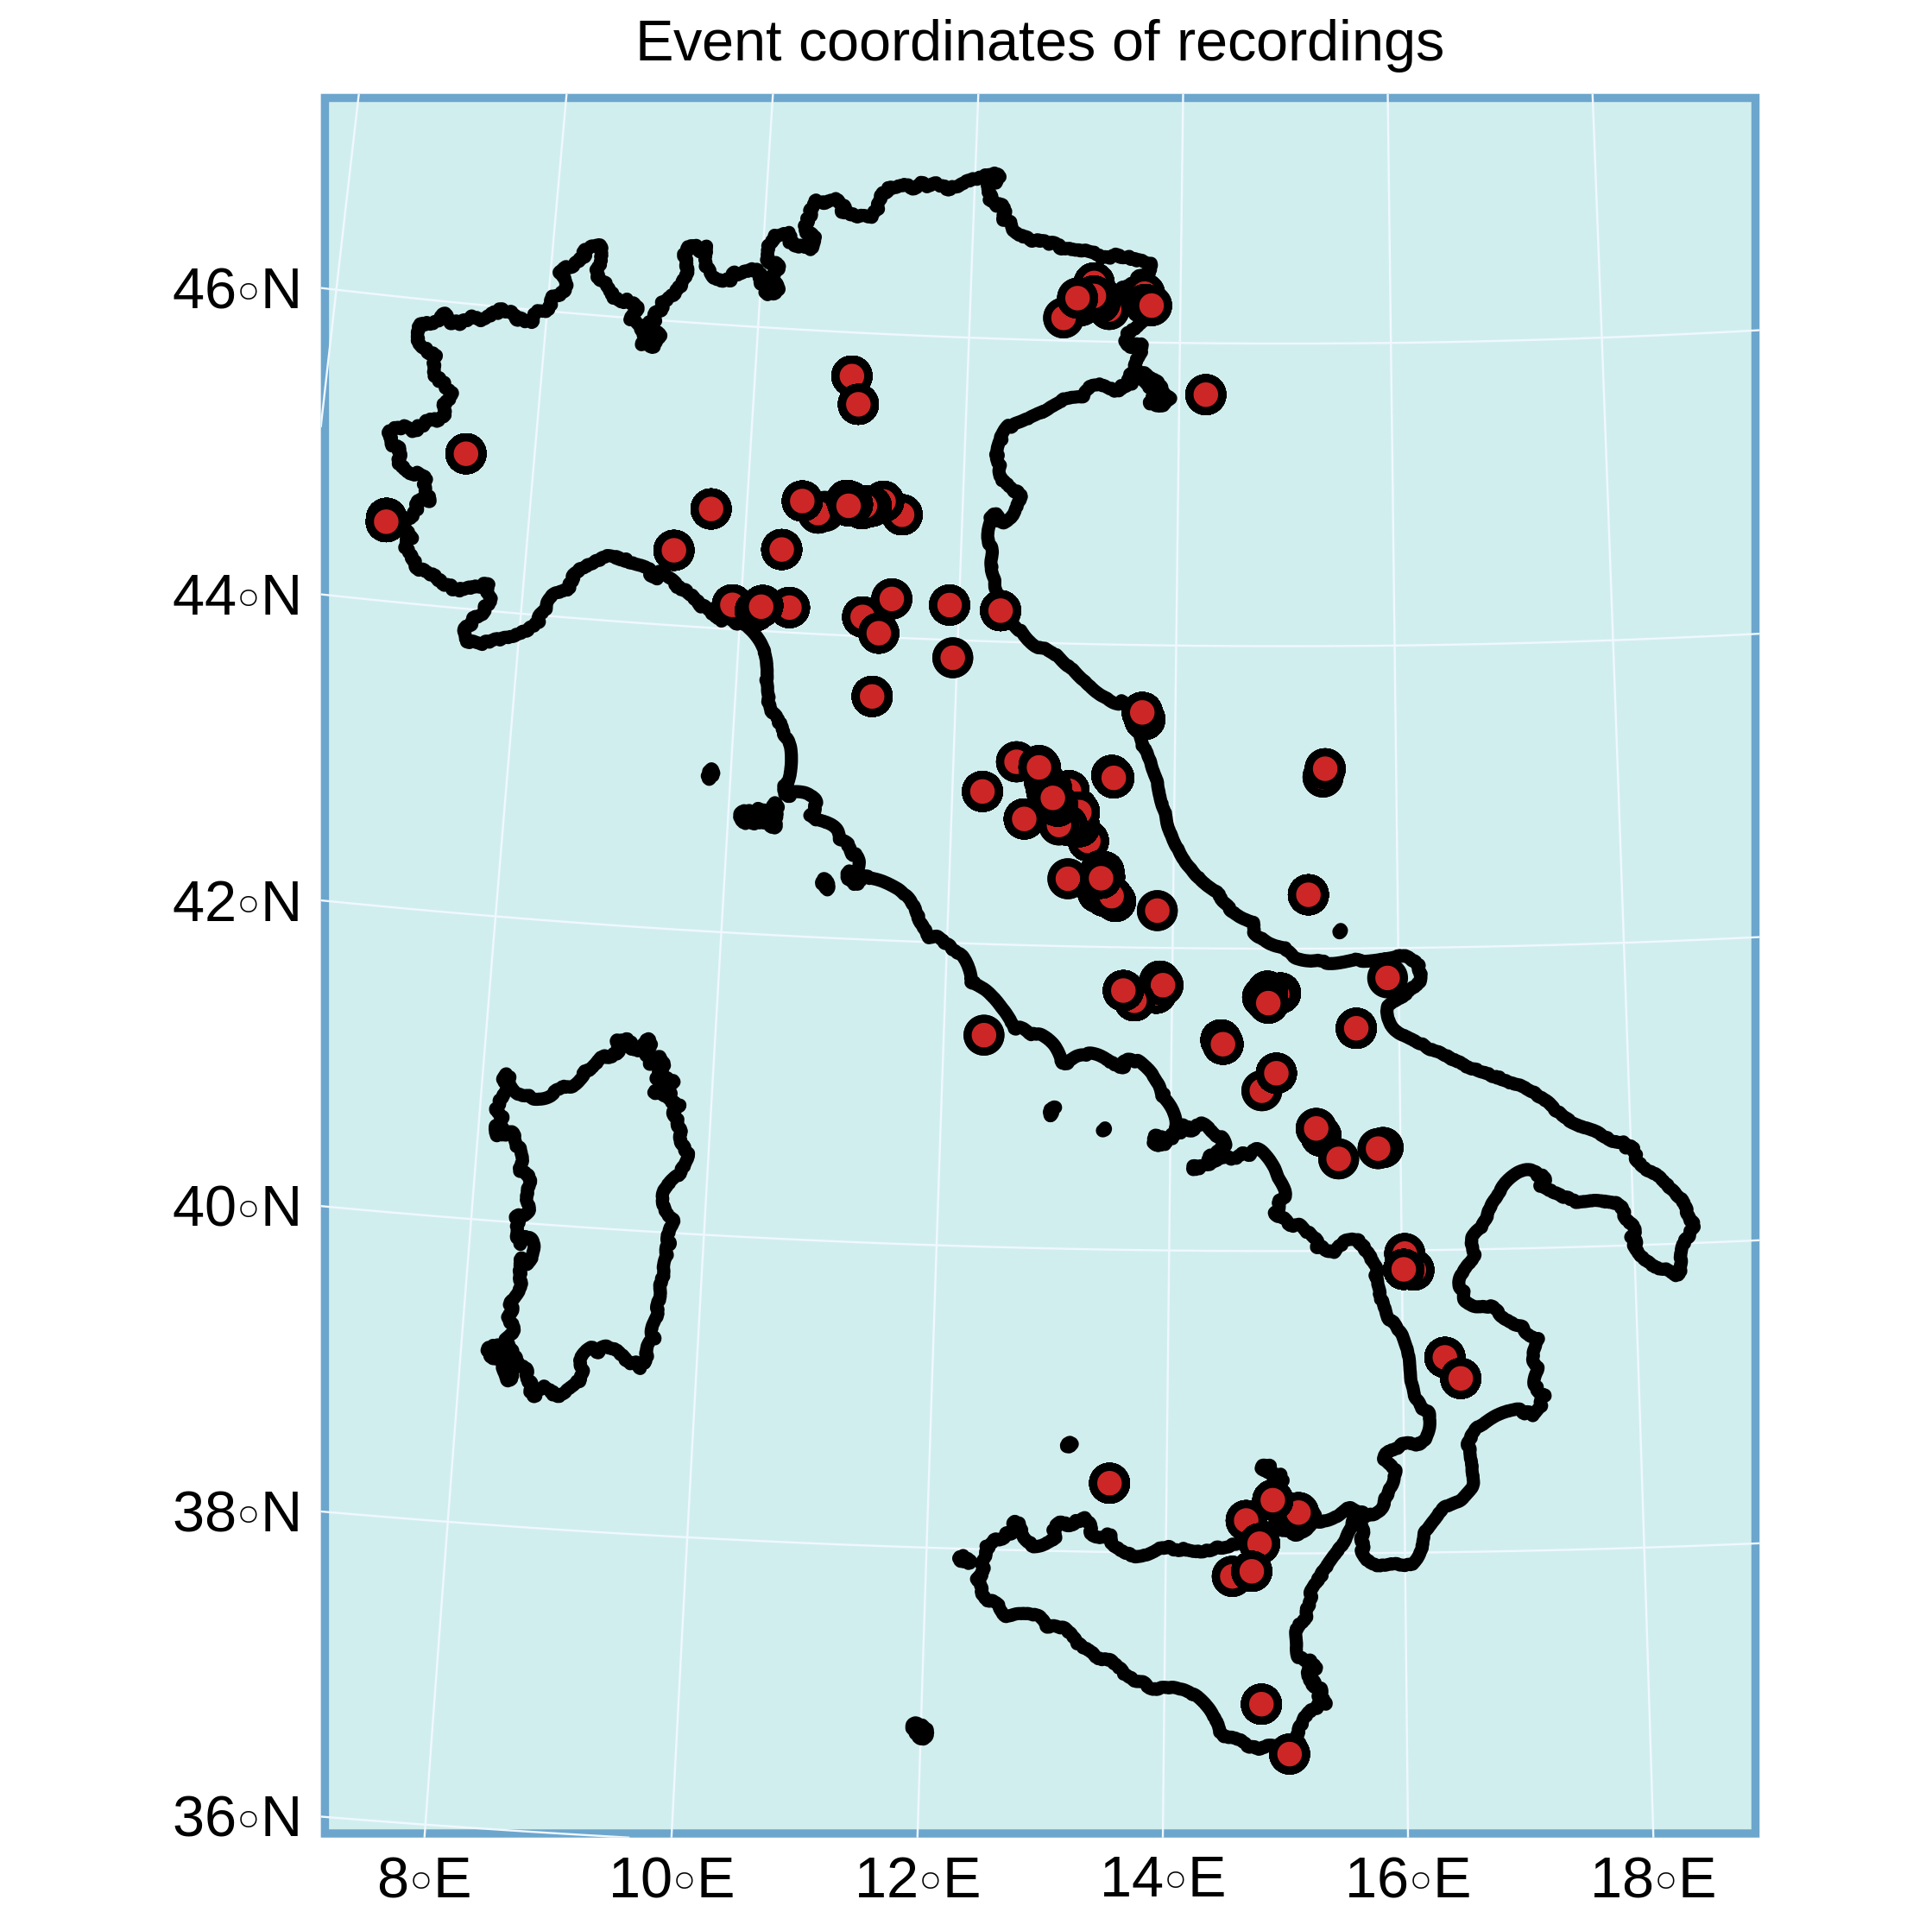 Event coordinates of recordings
46◦N
44◦N
42◦N
40◦N
38◦N
36◦N
8◦E 10◦E 12◦E 14◦E 16◦E 18◦E